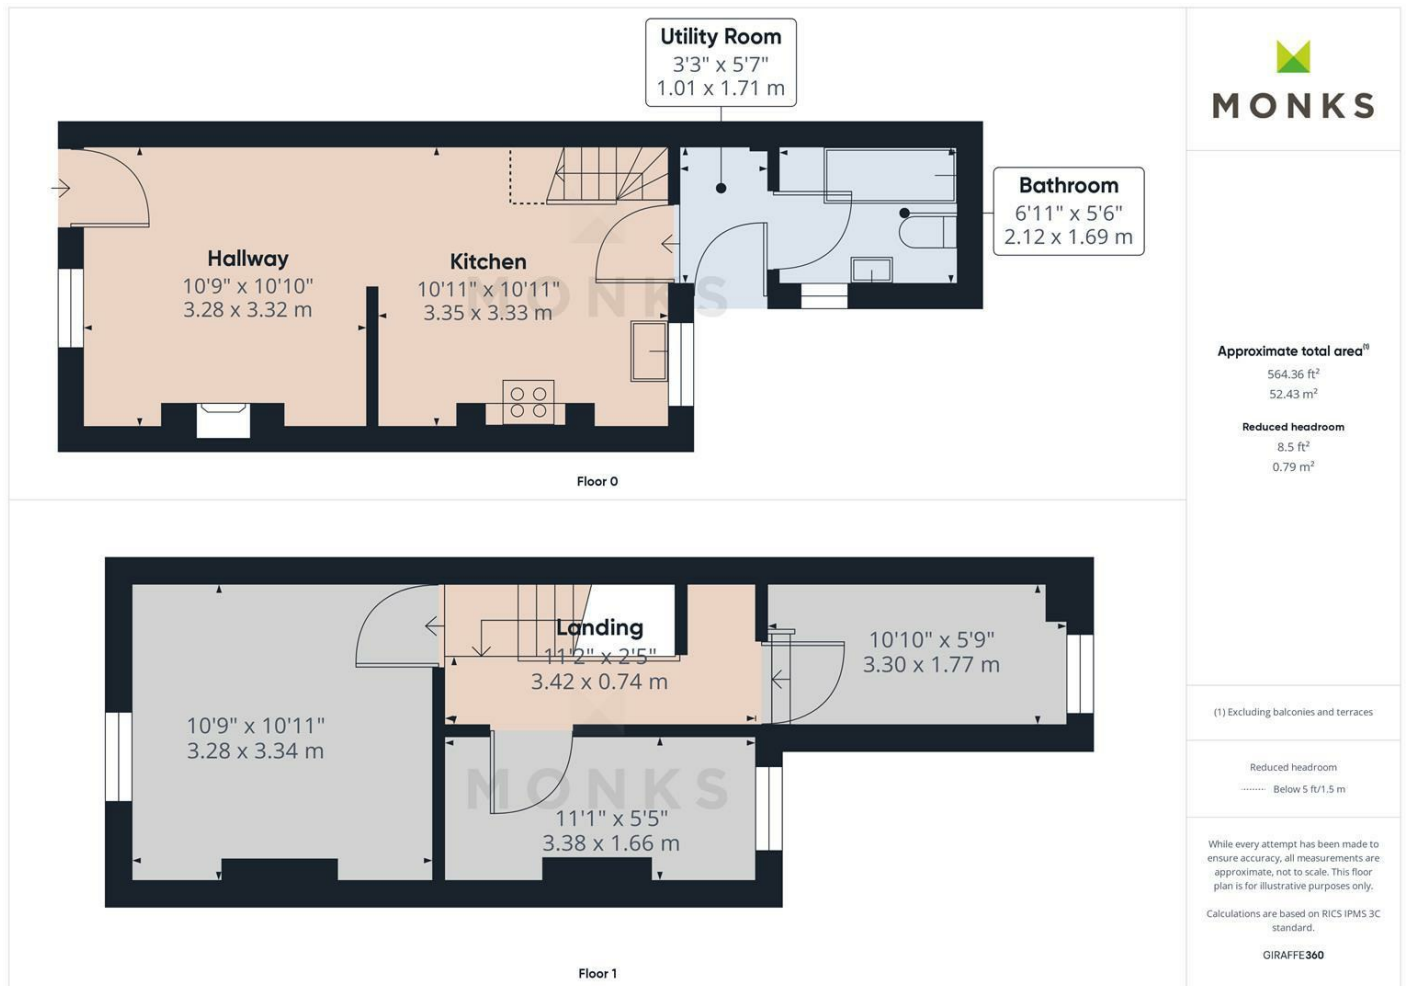 Utility Room
3'3" x 5'7"
1.01 x 1.71 m
Bathroom
6'11" x 5'6"
2.12 x 1.69 m
Hallway
10'9" x 10'10"
3.28 x 3.32 m
Kitchen
10'11" x 10'11"
3.35 x 3.33 m
MONKS
Floor 0
Landing
11'2" x 2'5"
3.42 x 0.74 m
10'10" x 5'9"
3.30 x 1.77 m
10'9" x 10'11"
3.28 x 3.34 m
MONKS
11'1" x 5'5"
3.38 x 1.66 m
Floor 1
MONKS
Approximate total area(1)
564.36 ft²
52.43 m²
Reduced headroom
8.5 ft²
0.79 m²
(1) Excluding balconies and terraces
Reduced headroom
Below 5 ft/1.5 m
While every attempt has been made to
ensure accuracy, all measurements are
approximate, not to scale. This floor
plan is for illustrative purposes only.
Calculations are based on RICS IPMS 3C
standard.
GIRAFFE360